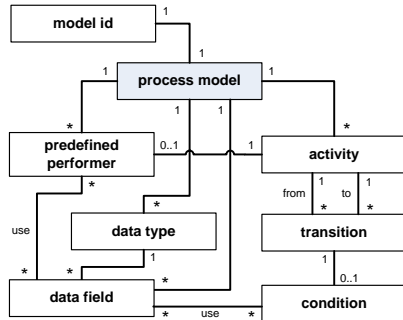 model id
1
1
process model
1
1
1
1
*
*
predefined
performer
0..1
1
activity
*
1
1
from
to
use
*
*
*
data type
transition
1
1
*
*
0..1
data field
*
use
*
condition